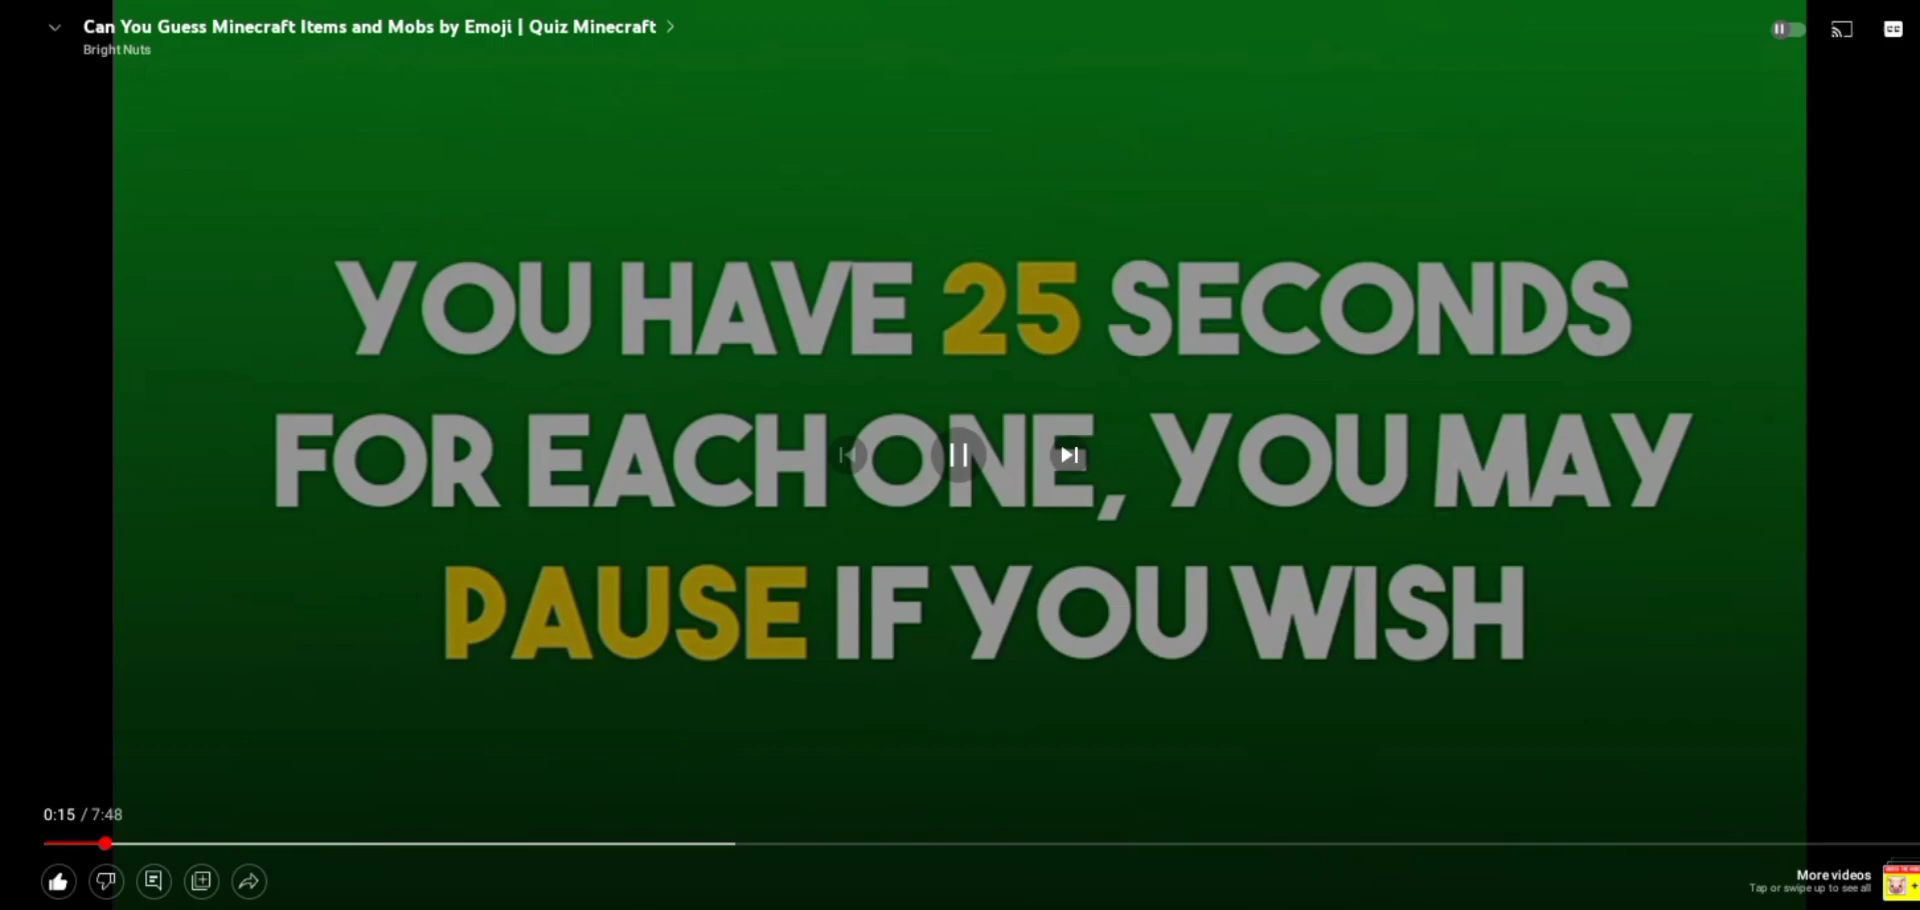 Can You Guess Minecraft Items and Mobs by Emoji | Quiz Minecraft
Bright Nuts
YOU HAVE 25 SECONDS
FOR EACH ONE, YOU MAY
PAUSE IF YOU WISH
0:15 / 7:48
More videos
Tap or swipe up to see all